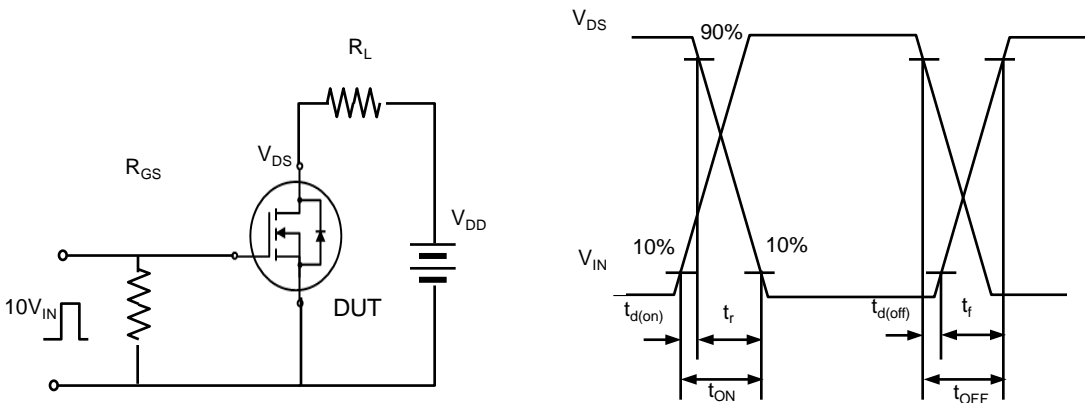 R_L
V_DS
R_GS
V_DD
10V_IN
DUT
V_DS
90%
10%
10%
V_IN
t_d(on)
t_r
t_d(off)
t_f
t_ON
t_OFF